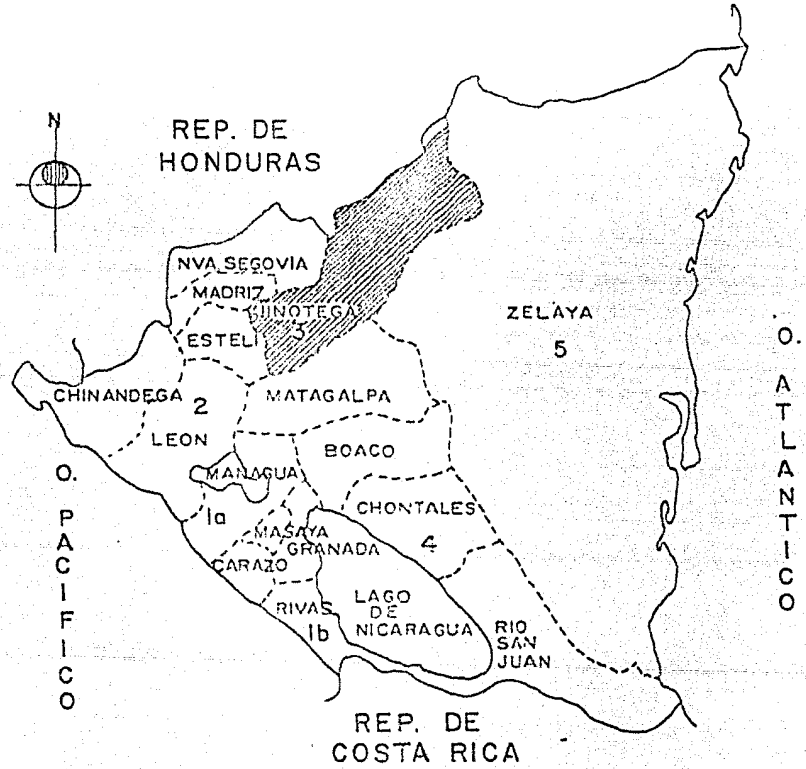 N
REP. DE
HONDURAS
NVA. SEGOVIA
MADRIZ
JINOTEGA
3
ESTELÍ
ZELAYA
5
CHINANDEGA
2
LEON
MATAGALPA
BOACO
MANAGUA
1a
CHONTALES
4
MASAYA
GRANADA
CARAZO
RIVAS
1b
LAGO
DE
NICARAGUA
RIO
SAN
JUAN
O. PACIFICO
O. ATLANTICO
REP. DE
COSTA RICA